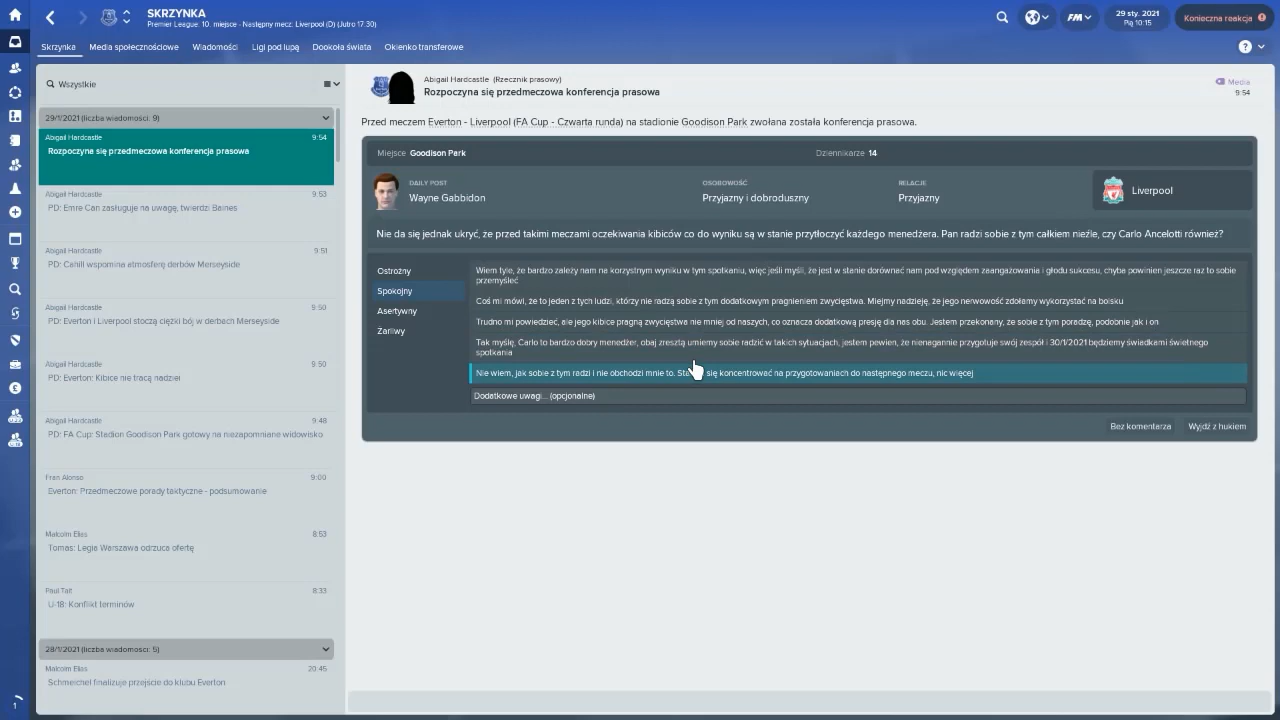 SKRZYNKA
Premier League: 10. miejsce - Następny mecz: Liverpool (D) (Jutro 17:30)
FM
29 sty. 2021
Pią 10:15
Konieczna reakcja
Skrzynka
Media społecznościowe
Wiadomości
Ligi pod lupą
Dookoła świata
Okienko transferowe
?
Wszystkie
29/1/2021 (liczba wiadomości: 9)
Abigail Hardcastle 9:54
Rozpoczyna się przedmeczowa konferencja prasowa
Abigail Hardcastle 9:53
PD: Emre Can zasługuje na uwagę, twierdzi Baines
Abigail Hardcastle 9:51
PD: Cahill wspomina atmosferę derbów Merseyside
Abigail Hardcastle 9:50
PD: Everton i Liverpool stoczą ciężki bój w derbach Merseyside
Abigail Hardcastle 9:50
PD: Everton: Kibice nie tracą nadziei
Abigail Hardcastle 9:48
PD: FA Cup: Stadion Goodison Park gotowy na niezapomniane widowisko
Fran Alonso 9:00
Everton: Przedmeczowe porady taktyczne - podsumowanie
Malcolm Elias 8:53
Tomas: Legia Warszawa odrzuca ofertę
Paul Tait 8:33
U-18: Konflikt terminów
28/1/2021 (liczba wiadomości: 5)
Malcolm Elias 20:45
Schmeichel finalizuje przejście do klubu Everton
Abigail Hardcastle (Rzecznik prasowy)
Rozpoczyna się przedmeczowa konferencja prasowa
Media
9:54
Przed meczem Everton - Liverpool (FA Cup - Czwarta runda) na stadionie Goodison Park zwołana została konferencja prasowa.
Miejsce Goodison Park
Dziennikarze 14
DAILY POST
Wayne Gabbidon
OSOBOWOŚĆ
Przyjazny i dobroduszny
RELACJE
Przyjazny
Liverpool
Nie da się jednak ukryć, że przed takimi meczami oczekiwania kibiców co do wyniku są w stanie przytłoczyć każdego menedżera. Pan radzi sobie z tym całkiem nieźle, czy Carlo Ancelotti również?
Ostrożny
Spokojny
Asertywny
Żarliwy
Wiem tyle, że bardzo zależy nam na korzystnym wyniku w tym spotkaniu, więc jeśli myśli, że jest w stanie dorównać nam pod względem zaangażowania i głodu sukcesu, chyba powinien jeszcze raz to sobie
przemyśleć
Coś mi mówi, że to jeden z tych ludzi, którzy nie radzą sobie z tym dodatkowym pragnieniem zwycięstwa. Miejmy nadzieję, że jego nerwowość zdołamy wykorzystać na boisku
Trudno mi powiedzieć, ale jego kibice pragną zwycięstwa nie mniej od naszych, co oznacza dodatkową presję dla nas obu. Jestem przekonany, że sobie z tym poradzę, podobnie jak i on
Tak myślę, Carlo to bardzo dobry menedżer, obaj zresztą umiemy sobie radzić w takich sytuacjach, jestem pewien, że nienagannie przygotuje swój zespół i 30/1/2021 będziemy świadkami świetnego
spotkania
Nie wiem, jak sobie z tym radzi i nie obchodzi mnie to. się koncentrować na przygotowaniach do następnego meczu, nic więcej
Dodatkowe uwagi... (opcjonalne)
Bez komentarza
Wyjdź z hukiem